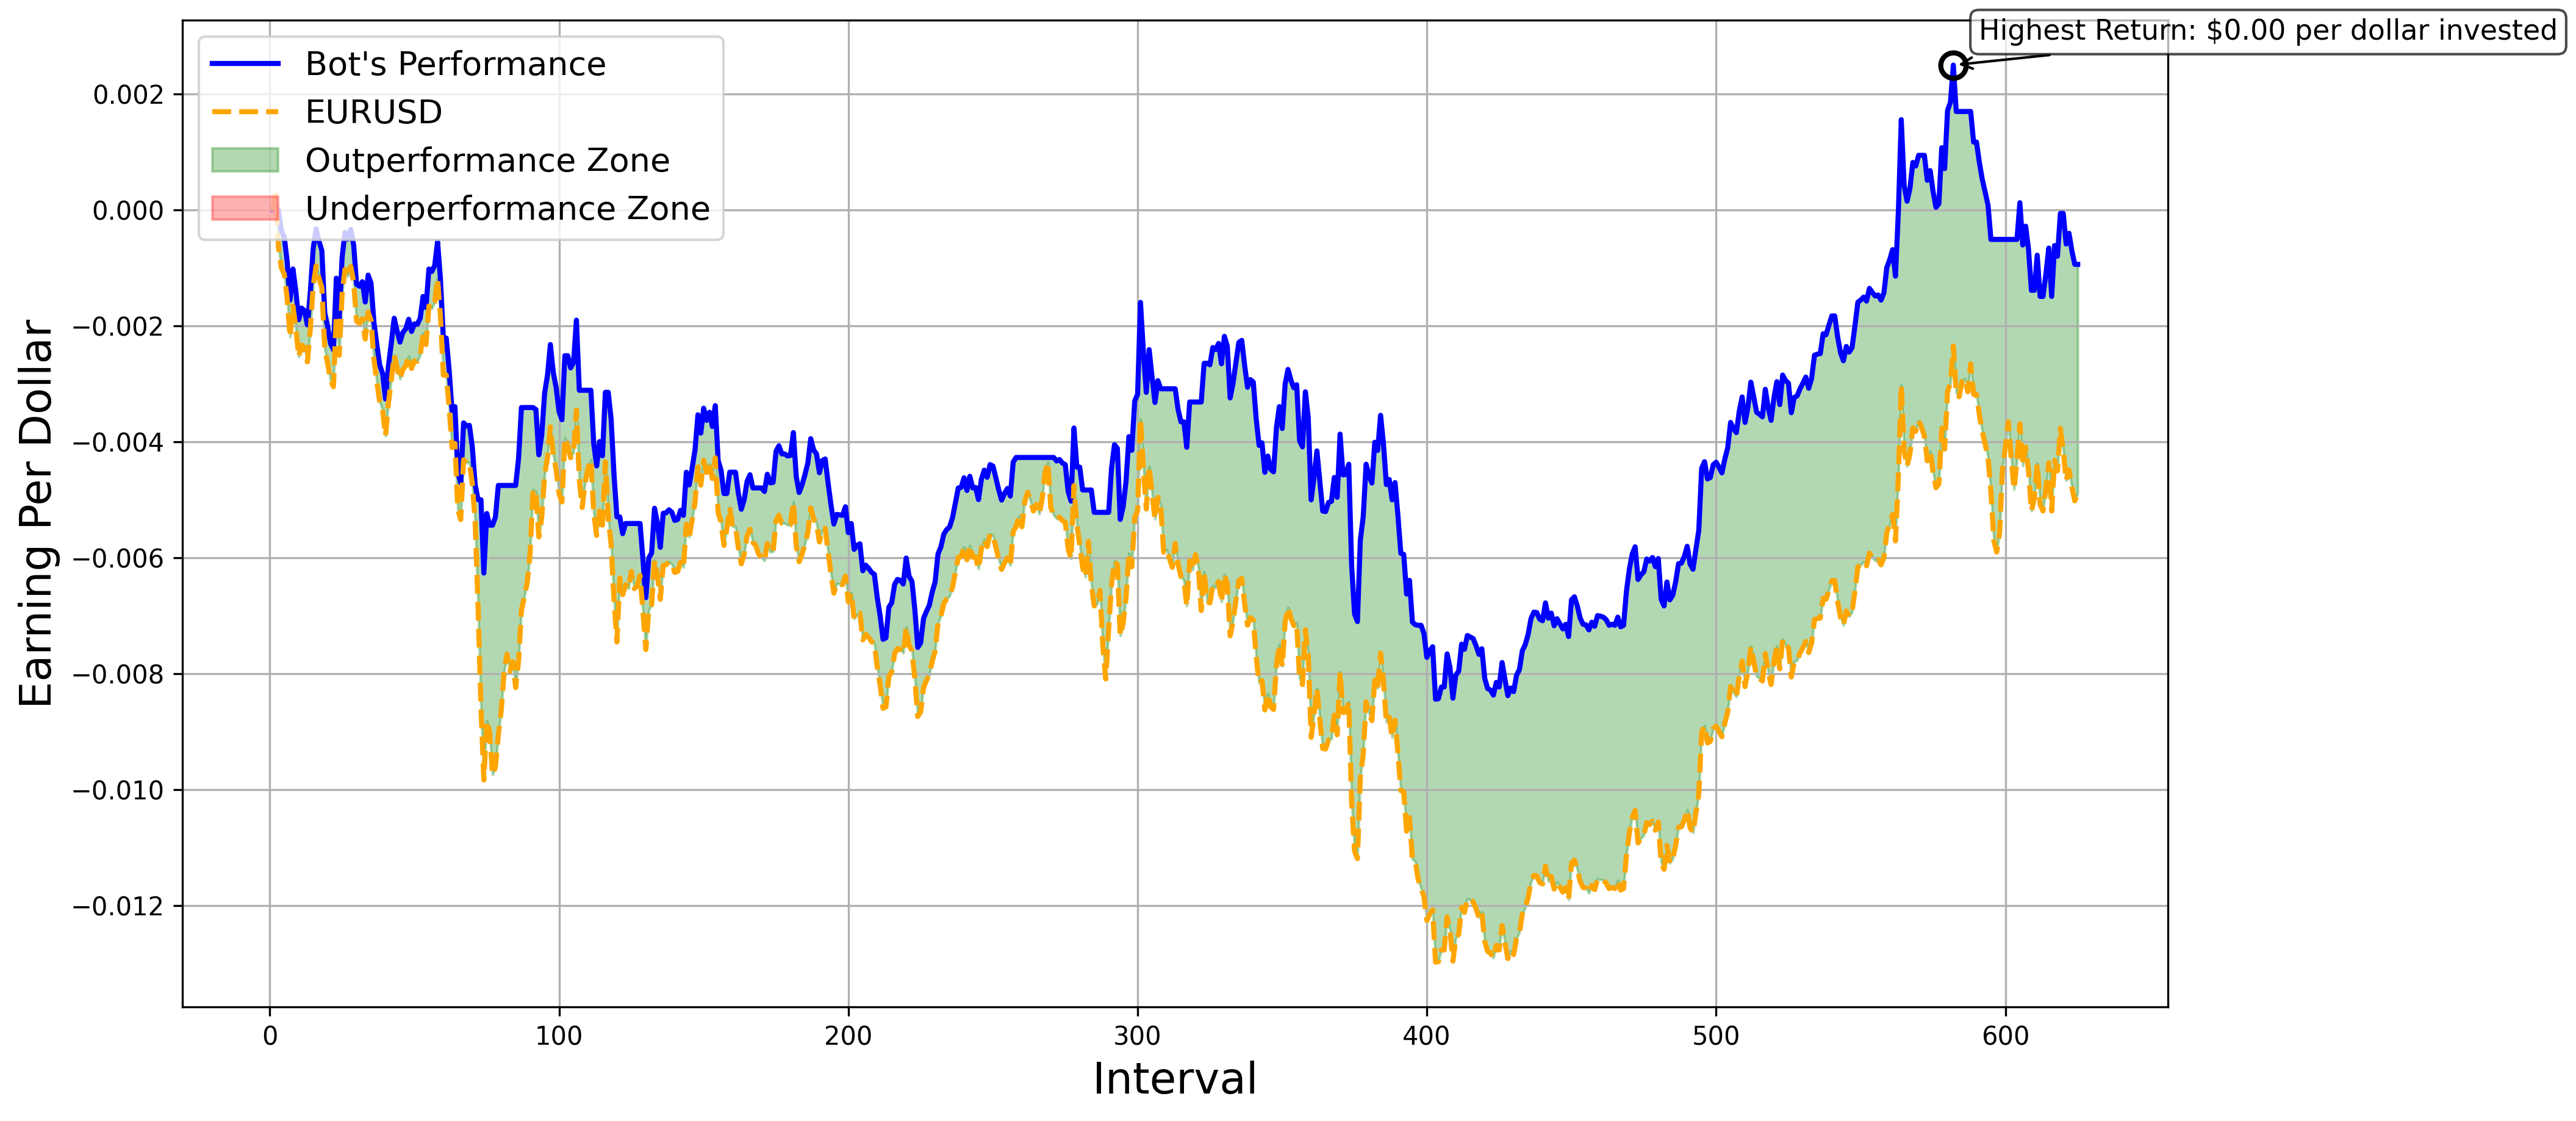 Highest Return: $0.00 per dollar invested
Bot's Performance
EURUSD
Outperformance Zone
Underperformance Zone
Earning Per Dollar
0.002
0.000
−0.002
−0.004
−0.006
−0.008
−0.010
−0.012
0 100 200 300 400 500 600
Interval